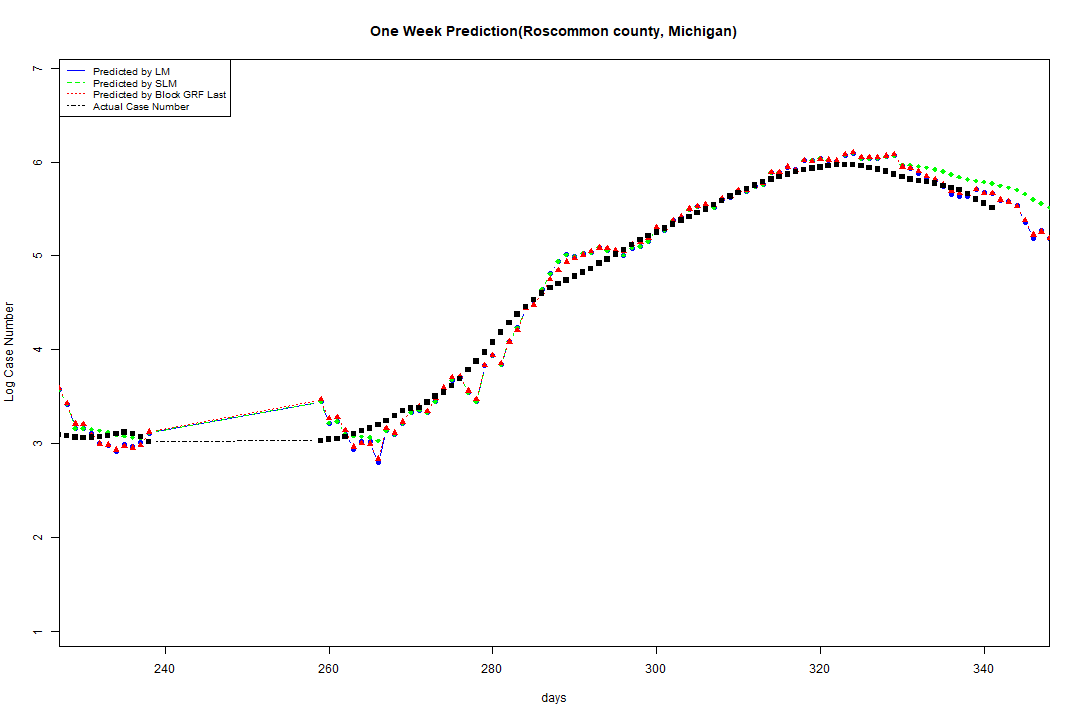 One Week Prediction(Roscommon county, Michigan)
Predicted by LM
Predicted by SLM
Predicted by Block GRF Last
Actual Case Number
7
6
5
4
3
2
1
Log Case Number
240 260 280 300 320 340
days